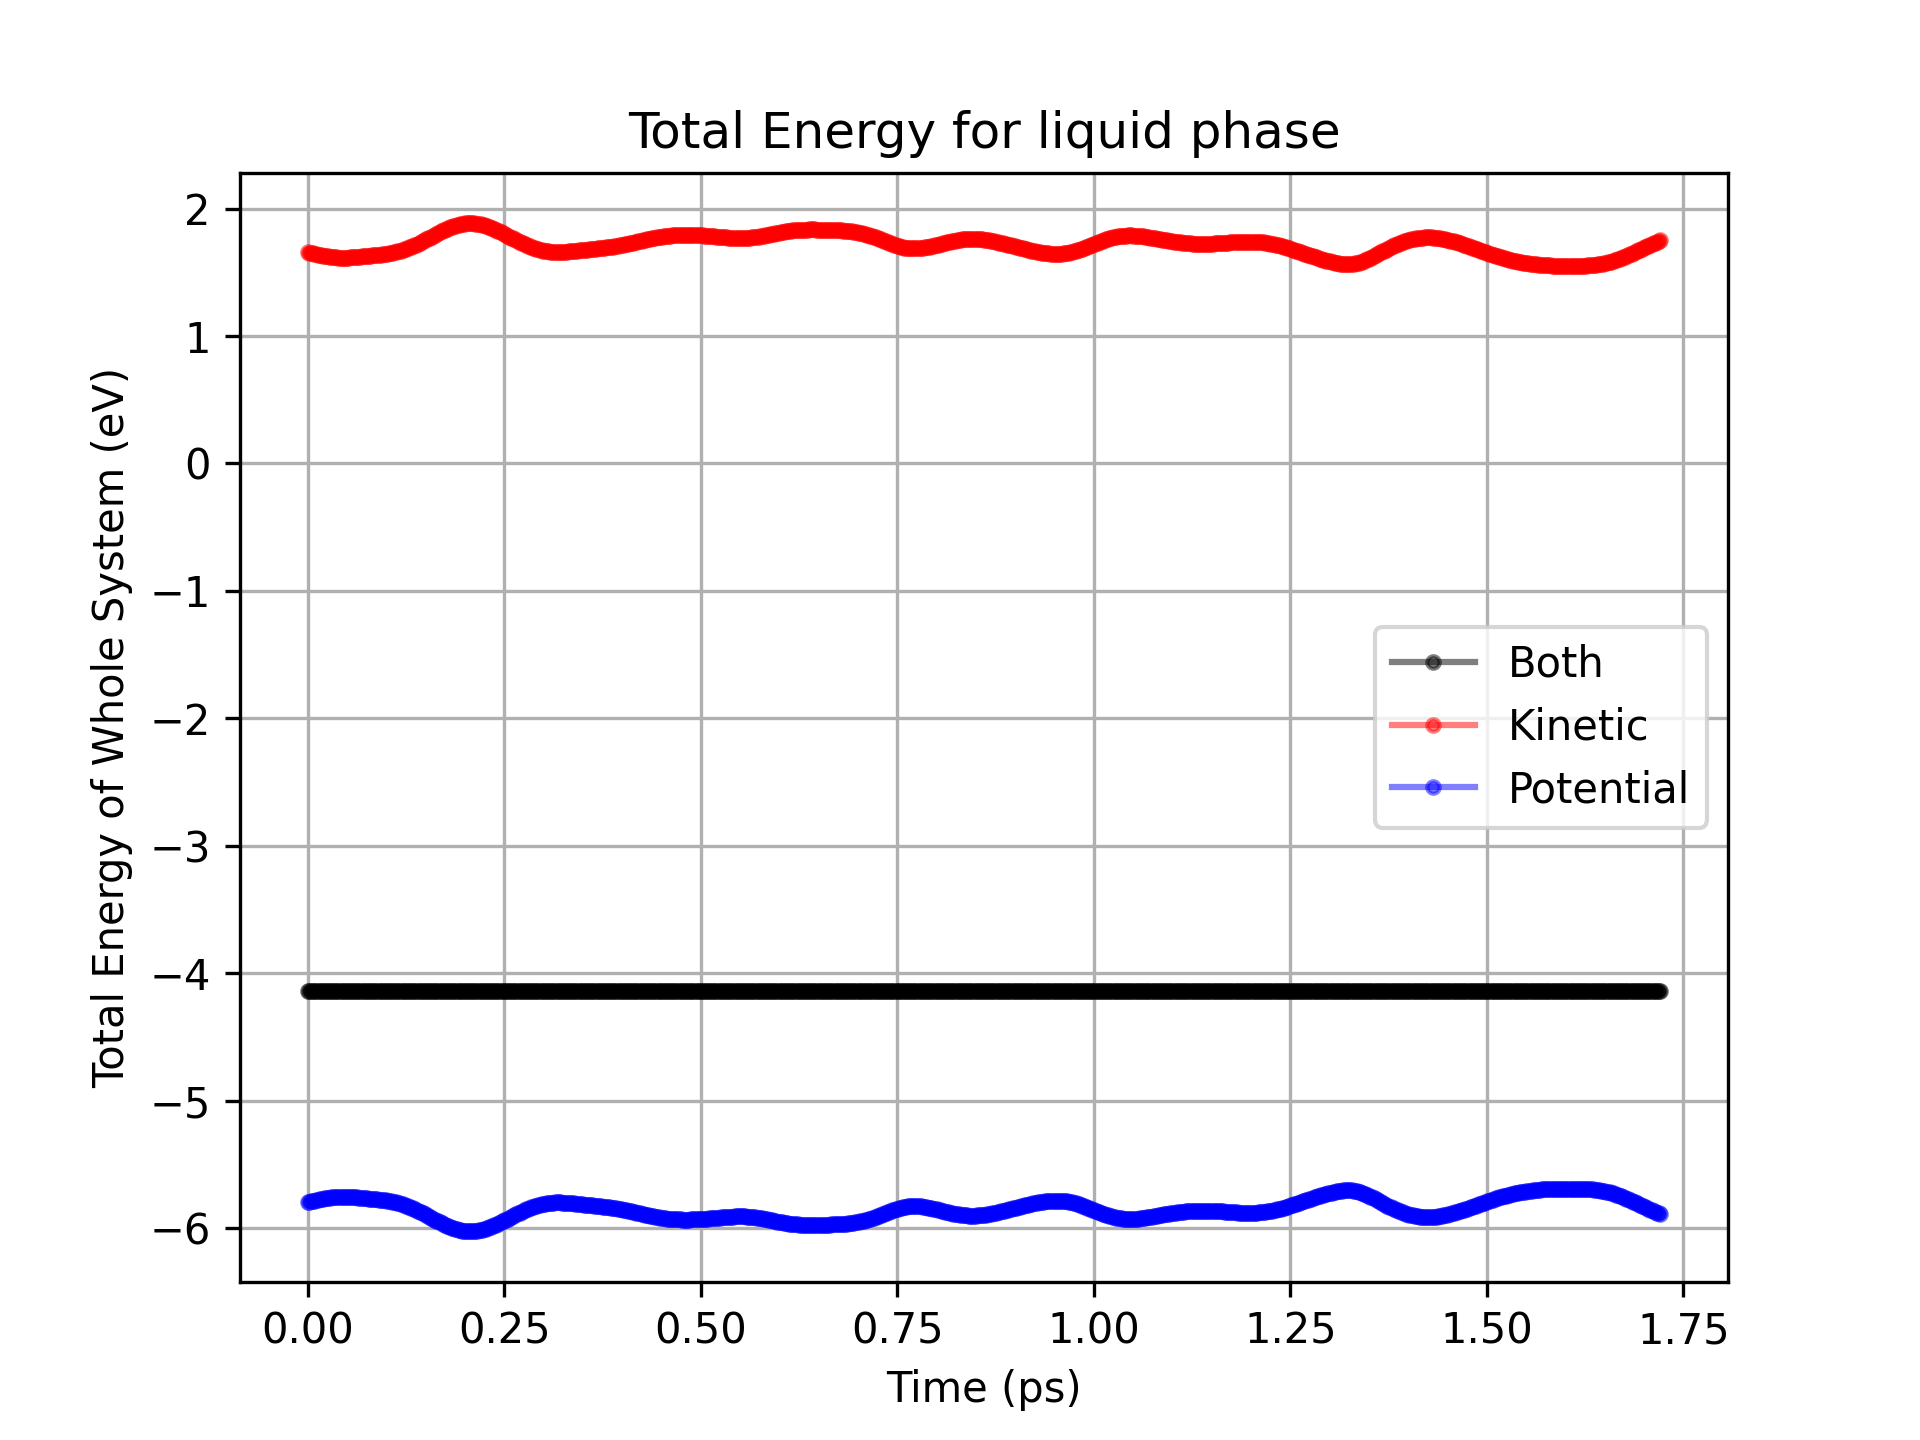 Total Energy for liquid phase
Total Energy of Whole System (eV)
2
1
0
−1
−2
−3
−4
−5
−6
Both
Kinetic
Potential
0.00 0.25 0.50 0.75 1.00 1.25 1.50 1.75
Time (ps)